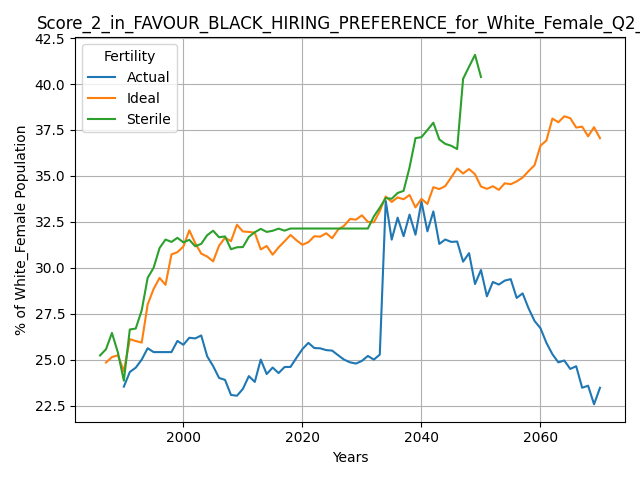 Score_2_in_FAVOUR_BLACK_HIRING_PREFERENCE_for_White_Female_Q2_
42.5
40.0
37.5
35.0
32.5
30.0
27.5
25.0
22.5
% of White_Female Population
Fertility
Actual
Ideal
Sterile
2000 2020 2040 2060
Years